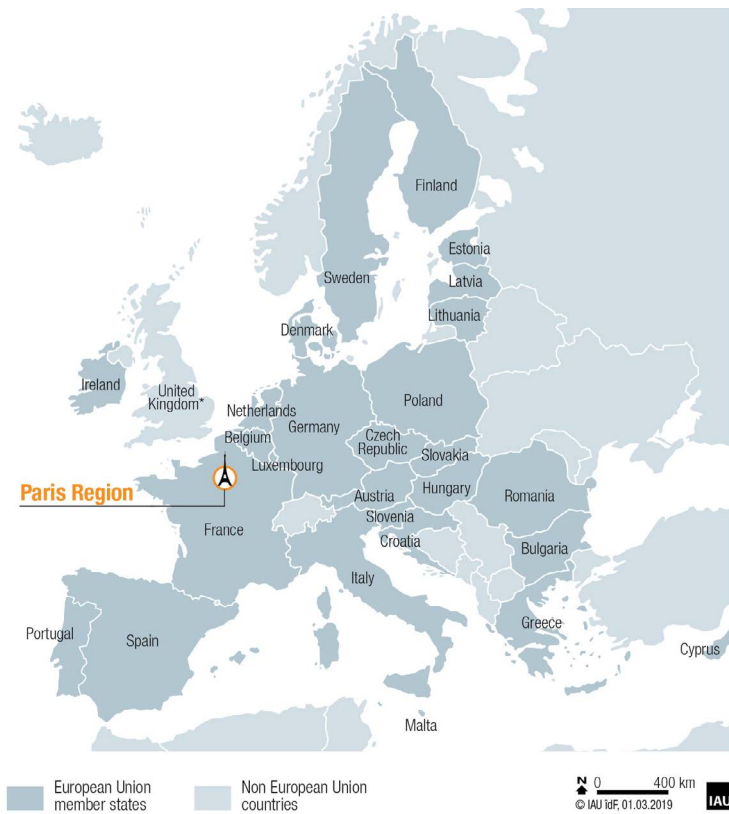 Finland
Estonia
Sweden
Latvia
Lithuania
Denmark
Ireland
United
Kingdom*
Netherlands
Poland
Germany
Belgium
Czech
Republic
Slovakia
Luxembourg
Paris Region
Austria
Hungary
Romania
Slovenia
France
Croatia
Bulgaria
Italy
Greece
Portugal
Spain
Cyprus
Malta
European Union
member states
Non European Union
countries
N 0 400 km
© IAU îdF, 01.03.2019
IAU